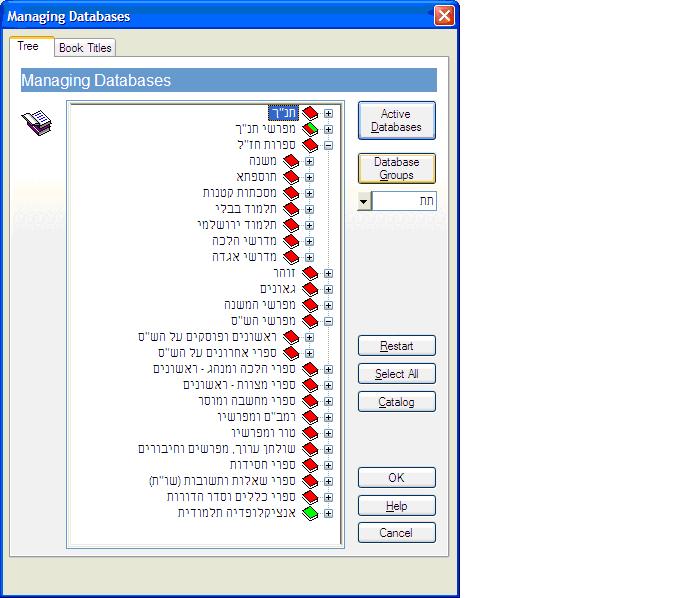 Managing Databases
Tree
Book Titles
Managing Databases
תנ"ך
מפרשי תנ"ך
ספרות חז"ל
משנה
תוספתא
מסכתות קטנות
תלמוד בבלי
תלמוד ירושלמי
מדרשי הלכה
מדרשי אגדה
זוהר
גאונים
מפרשי המשנה
מפרשי הש"ס
ראשונים ופוסקים על הש"ס
ספרי אחרונים על הש"ס
ספרי הלכה ומנהג - ראשונים
ספרי מצוות - ראשונים
ספרי מחשבה ומוסר
רמב"ם ומפרשיו
טור ומפרשיו
שולחן ערוך, מפרשים וחיבורים
ספרי חסידות
ספרי שאלות ותשובות (שו"ת)
ספרי כללים וסדר הדורות
אנציקלופדיה תלמודית
Active
Databases
Database
Groups
תת
Restart
Select All
Catalog
OK
Help
Cancel